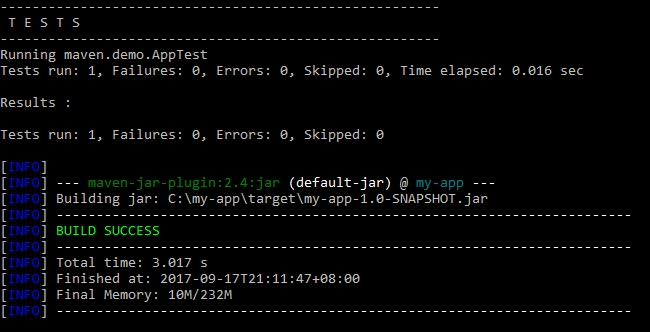 -------------------------------------------------------
 T E S T S
-------------------------------------------------------
Running maven.demo.AppTest
Tests run: 1, Failures: 0, Errors: 0, Skipped: 0, Time elapsed: 0.016 sec

Results :

Tests run: 1, Failures: 0, Errors: 0, Skipped: 0

[INFO]
[INFO] --- maven-jar-plugin:2.4:jar (default-jar) @ my-app ---
[INFO] Building jar: C:\my-app\target\my-app-1.0-SNAPSHOT.jar
[INFO] ------------------------------------------------------------------------
[INFO] BUILD SUCCESS
[INFO] ------------------------------------------------------------------------
[INFO] Total time: 3.017 s
[INFO] Finished at: 2017-09-17T21:11:47+08:00
[INFO] Final Memory: 10M/232M
[INFO] ------------------------------------------------------------------------